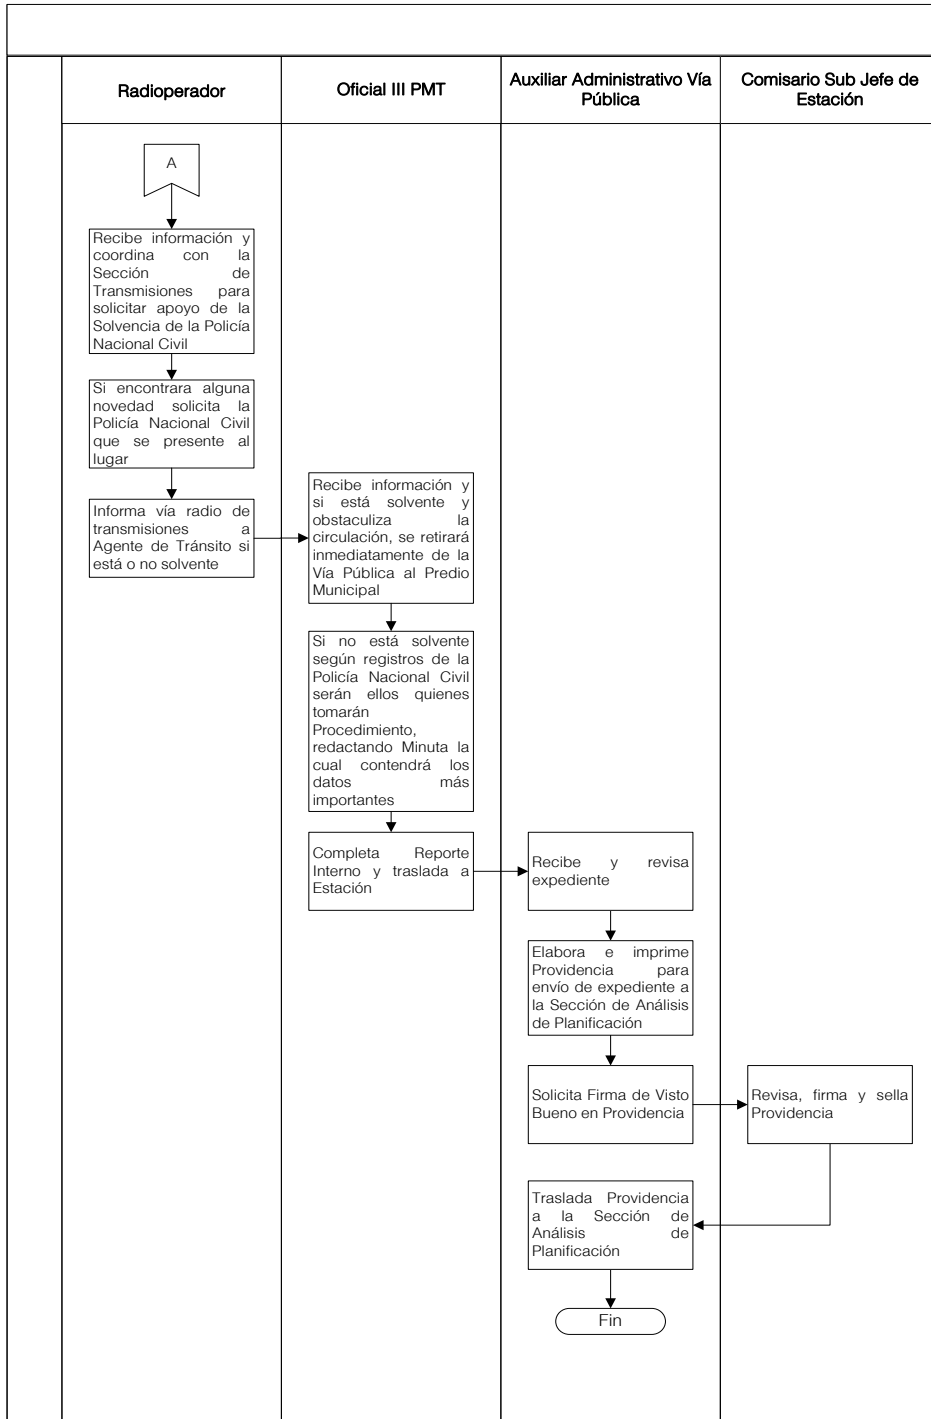 Radioperador
Oficial III PMT
Auxiliar Administrativo Vía
Pública
Comisario Sub Jefe de
Estación
A
Recibe información y
coordina con la
Sección de
Transmisiones para
solicitar apoyo de la
Solvencia de la Policía
Nacional Civil
Si encontrara alguna
novedad solicita la
Policía Nacional Civil
que se presente al
lugar
Informa vía radio de
transmisiones a
Agente de Tránsito si
está o no solvente
Recibe información y
si está solvente y
obstaculiza la
circulación, se retirará
inmediatamente de la
Vía Pública al Predio
Municipal
Si no está solvente
según registros de la
Policía Nacional Civil
serán ellos quienes
tomarán
Procedimiento,
redactando Minuta la
cual contendrá los
datos más
importantes
Completa Reporte
Interno y traslada a
Estación
Recibe y revisa
expediente
Elabora e imprime
Providencia para
envío de expediente a
la Sección de Análisis
de Planificación
Solicita Firma de Visto
Bueno en Providencia
Revisa, firma y sella
Providencia
Traslada Providencia
a la Sección de
Análisis de
Planificación
Fin